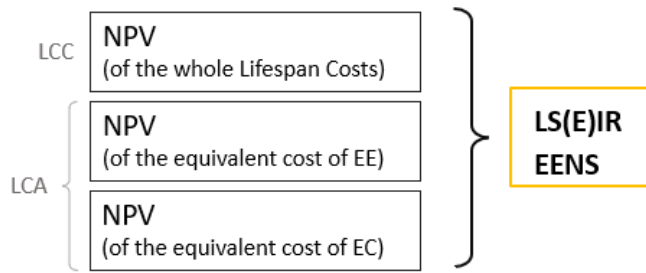 LCC
NPV
(of the whole Lifespan Costs)
LCA
NPV
(of the equivalent cost of EE)
NPV
(of the equivalent cost of EC)
LS(E)IR
EENS